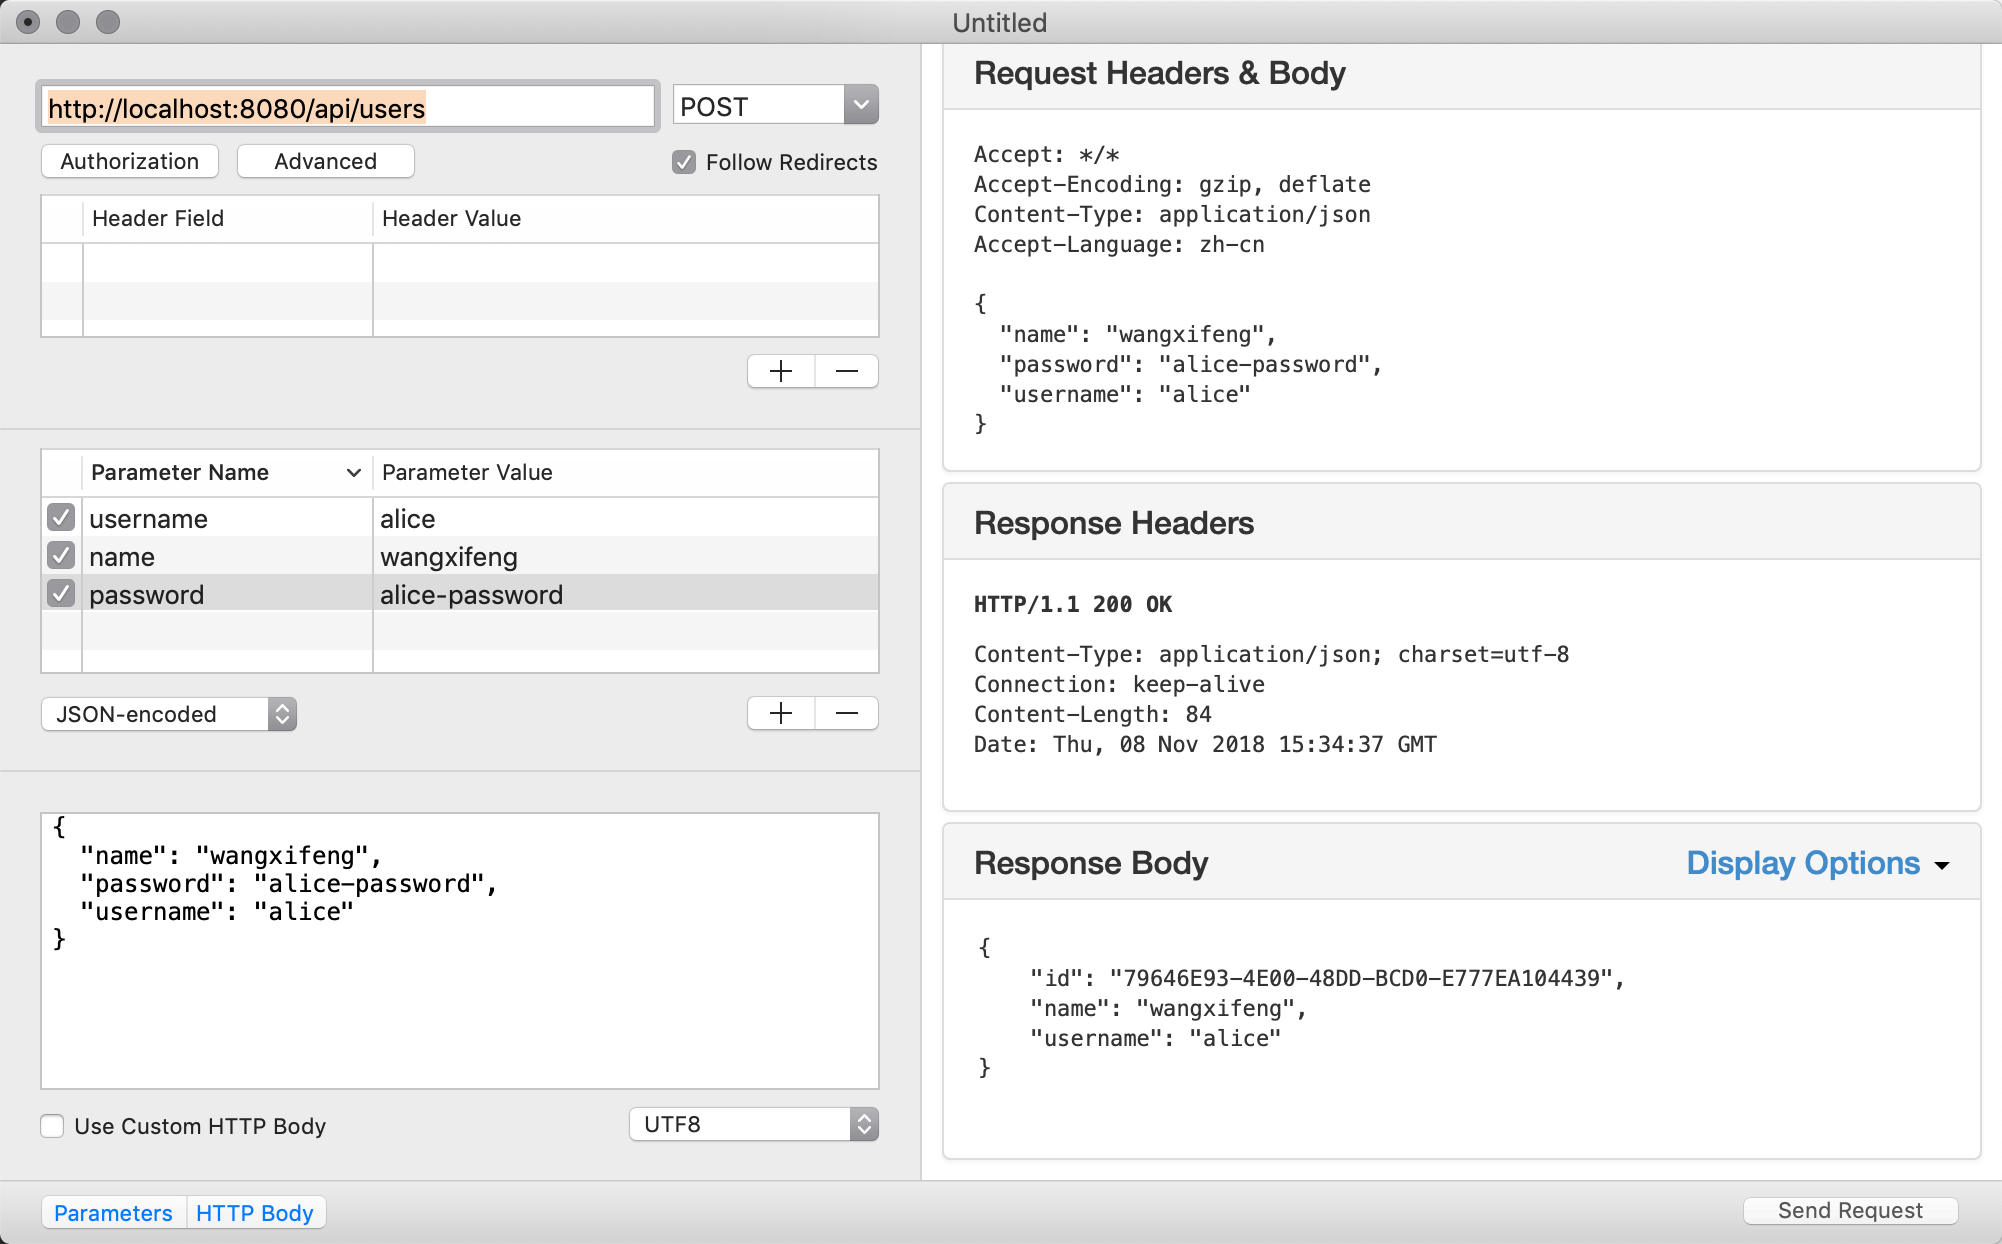 Untitled
http://localhost:8080/api/users
POST
Authorization
Advanced
Follow Redirects
Header Field
Header Value
Parameter Name
Parameter Value
username
alice
name
wangxifeng
password
alice-password
JSON-encoded
{
  "name": "wangxifeng",
  "password": "alice-password",
  "username": "alice"
}
Use Custom HTTP Body
UTF8
Parameters
HTTP Body
Request Headers & Body
Accept: */*
Accept-Encoding: gzip, deflate
Content-Type: application/json
Accept-Language: zh-cn
{
  "name": "wangxifeng",
  "password": "alice-password",
  "username": "alice"
}
Response Headers
HTTP/1.1 200 OK
Content-Type: application/json; charset=utf-8
Connection: keep-alive
Content-Length: 84
Date: Thu, 08 Nov 2018 15:34:37 GMT
Response Body
Display Options
{
    "id": "79646E93-4E00-48DD-BCD0-E777EA104439",
    "name": "wangxifeng",
    "username": "alice"
}
Send Request